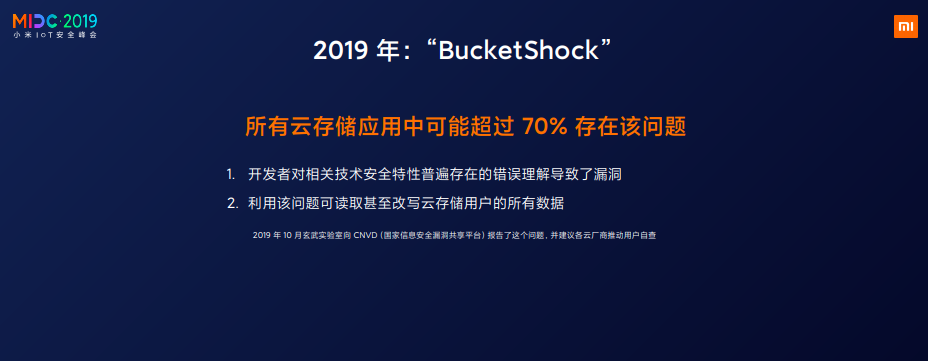 MIDC·2019
小米IoT安全峰会
2019 年：“BucketShock”
所有云存储应用中可能超过 70% 存在该问题
1. 开发者对相关技术安全特性普遍存在的错误理解导致了漏洞
2. 利用该问题可读取甚至改写云存储用户的所有数据
2019 年 10 月玄武实验室向 CNVD（国家信息安全漏洞共享平台）报告了这个问题，并建议各云厂商推动用户自查